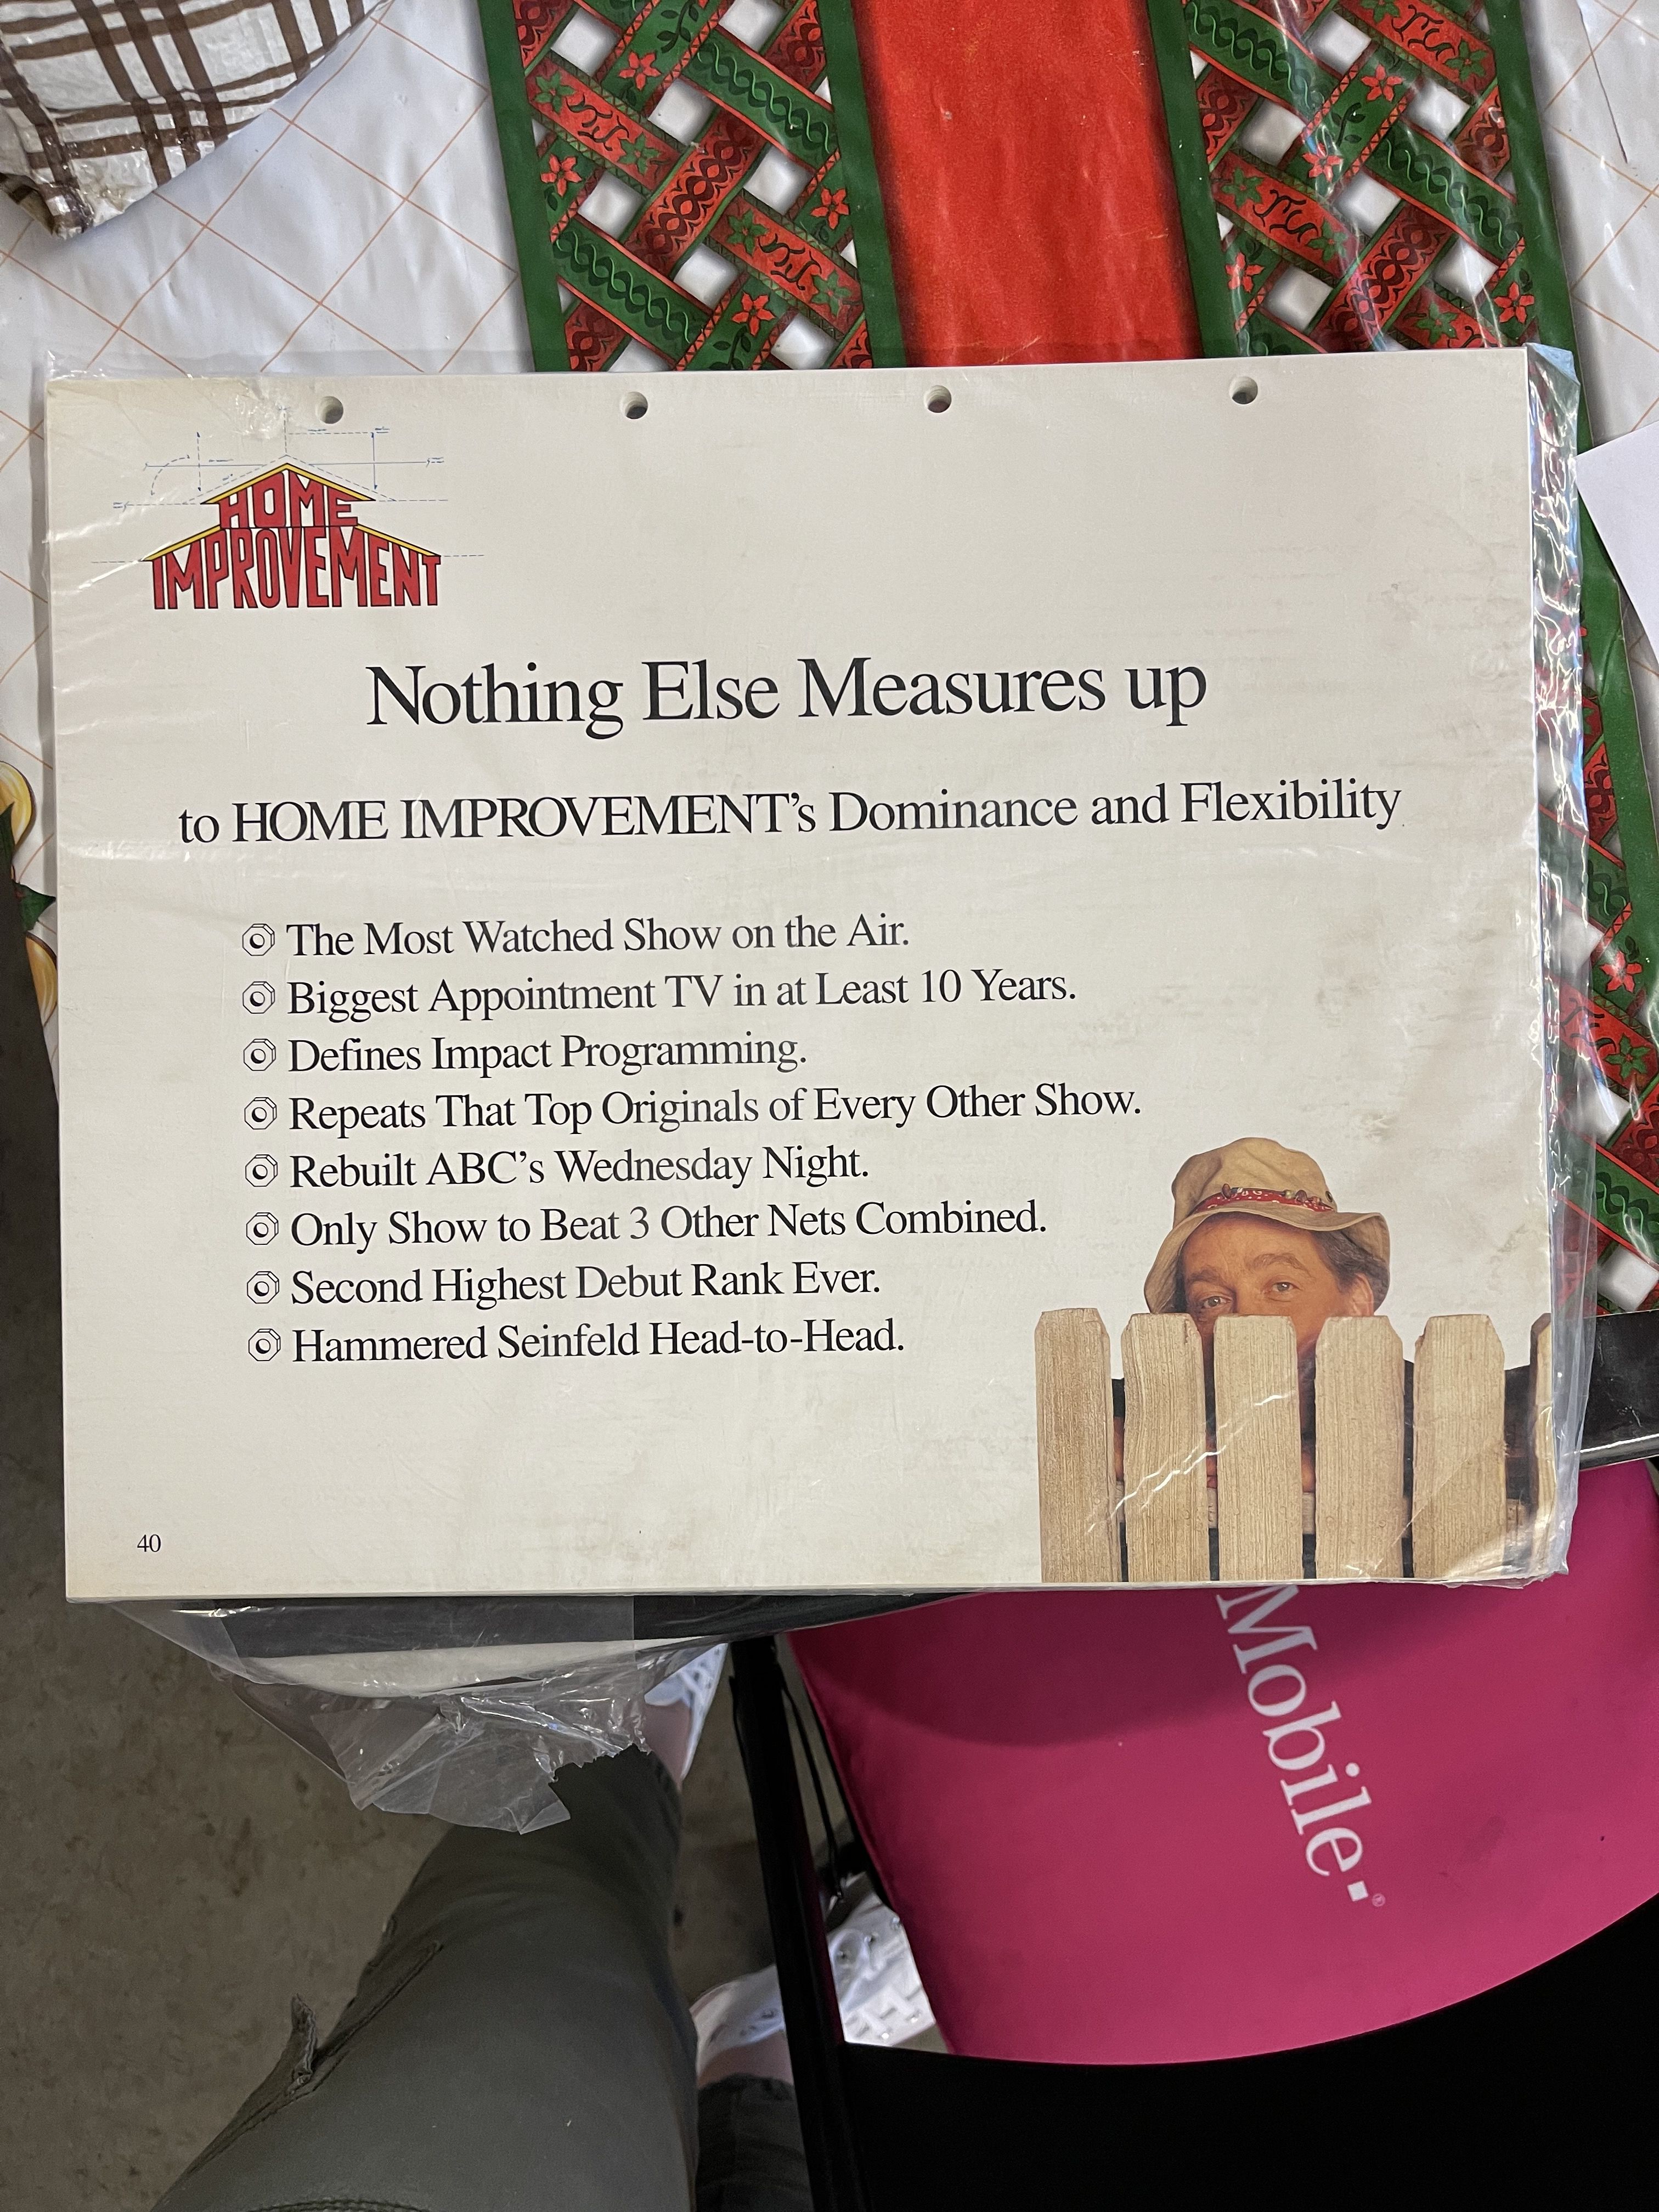 HOME
IMPROVEMENT
Nothing Else Measures up
to HOME IMPROVEMENT's Dominance and Flexibility
The Most Watched Show on the Air.
Biggest Appointment TV in at Least 10 Years.
Defines Impact Programming.
Repeats That Top Originals of Every Other Show.
Rebuilt ABC's Wednesday Night.
Only Show to Beat 3 Other Nets Combined.
Second Highest Debut Rank Ever.
Hammered Seinfeld Head-to-Head.
40
Mobile